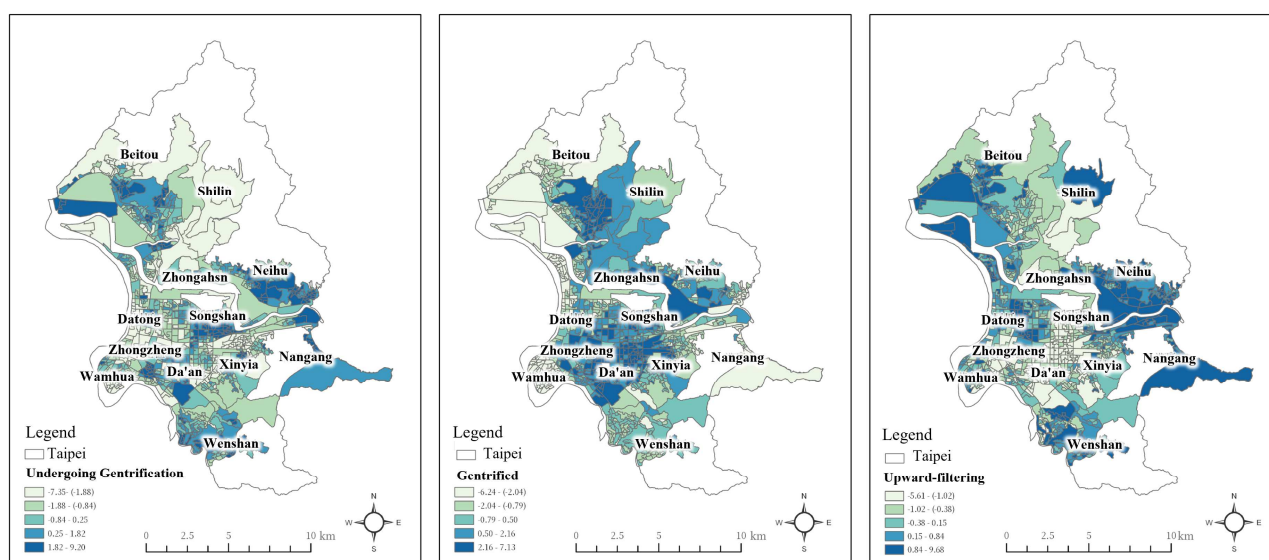 Beitou
Shilin
Neihu
Zhongahsn
Songshan
Datong
Zhongzheng
Nangang
Xinyia
Da'an
Wamhua
Wenshan
Legend
Taipei
Undergoing Gentrification
-7.35- (-1.88)
-1.88 - (-0.84)
-0.84 - 0.25
0.25 - 1.82
1.82 - 9.20
0 5 10 km
N
W E
S
Beitou
Shilin
Neihu
Zhongahsn
Songshan
Datong
Zhongzheng
Nangang
Xinyia
Da'an
Wamhua
Wenshan
Legend
Taipei
Gentrified
-6.24 - (-2.04)
-2.04 - (-0.79)
-0.79 - 0.50
0.50 - 2.16
2.16 - 7.13
0 5 10 km
N
W E
S
Beitou
Shilin
Neihu
Zhongahsn
Songshan
Datong
Zhongzheng
Nangang
Xinyia
Da'an
Wamhua
Wenshan
Legend
Taipei
Upward-filtering
-5.61 - (-1.02)
-1.02 - (-0.38)
-0.38 - 0.15
0.15 - 0.84
0.84 - 9.68
0 5 10 km
N
W E
S